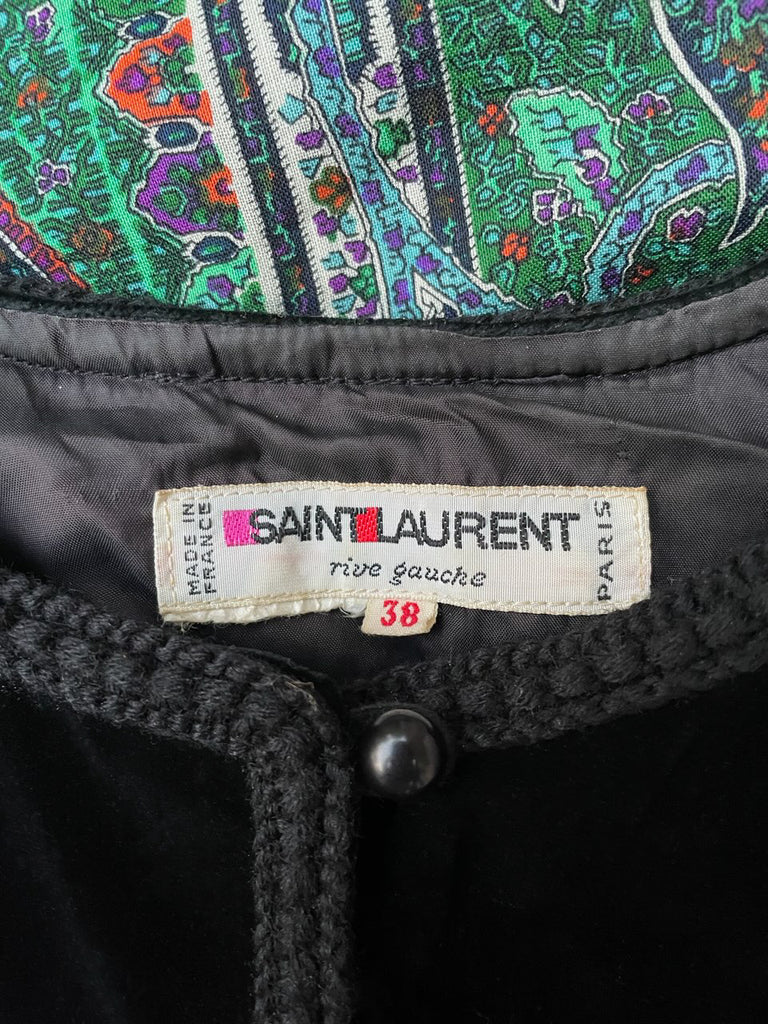 MADE IN
FRANCE
SAINT LAURENT
rive gauche
PARIS
38